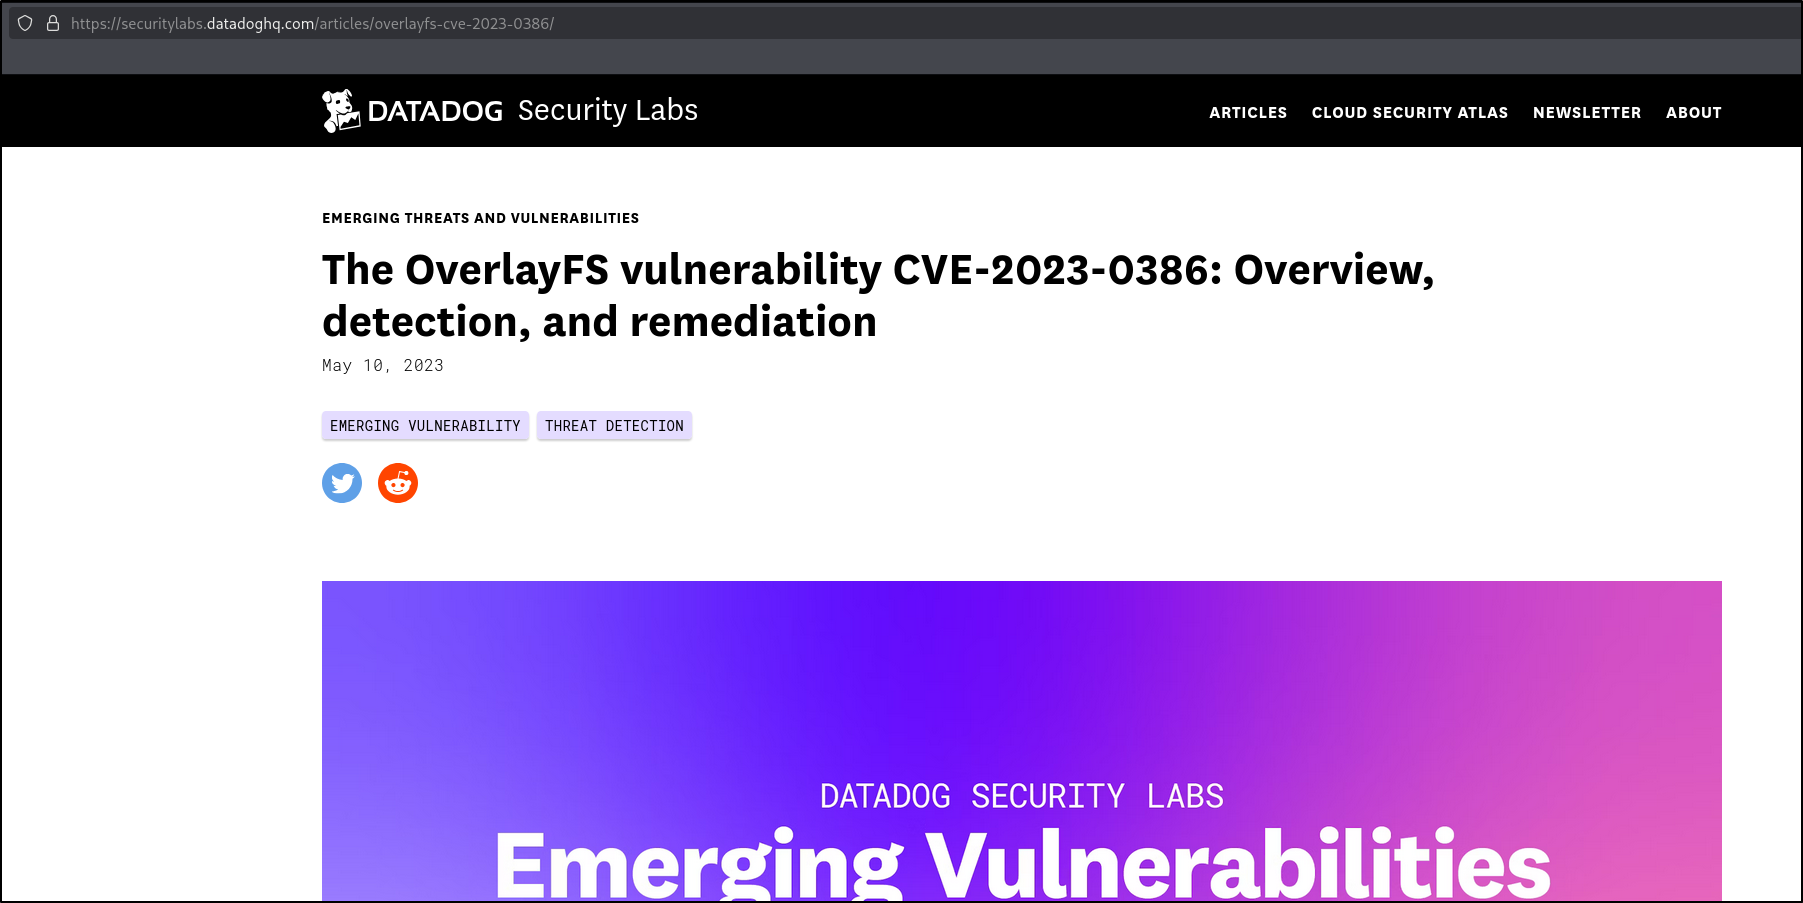 https://securitylabs.datadoghq.com/articles/overlayfs-cve-2023-0386/
DATADOG Security Labs
ARTICLES CLOUD SECURITY ATLAS NEWSLETTER ABOUT
EMERGING THREATS AND VULNERABILITIES
The OverlayFS vulnerability CVE-2023-0386: Overview,
detection, and remediation
May 10, 2023
EMERGING VULNERABILITY THREAT DETECTION
DATADOG SECURITY LABS
Emerging Vulnerabilities